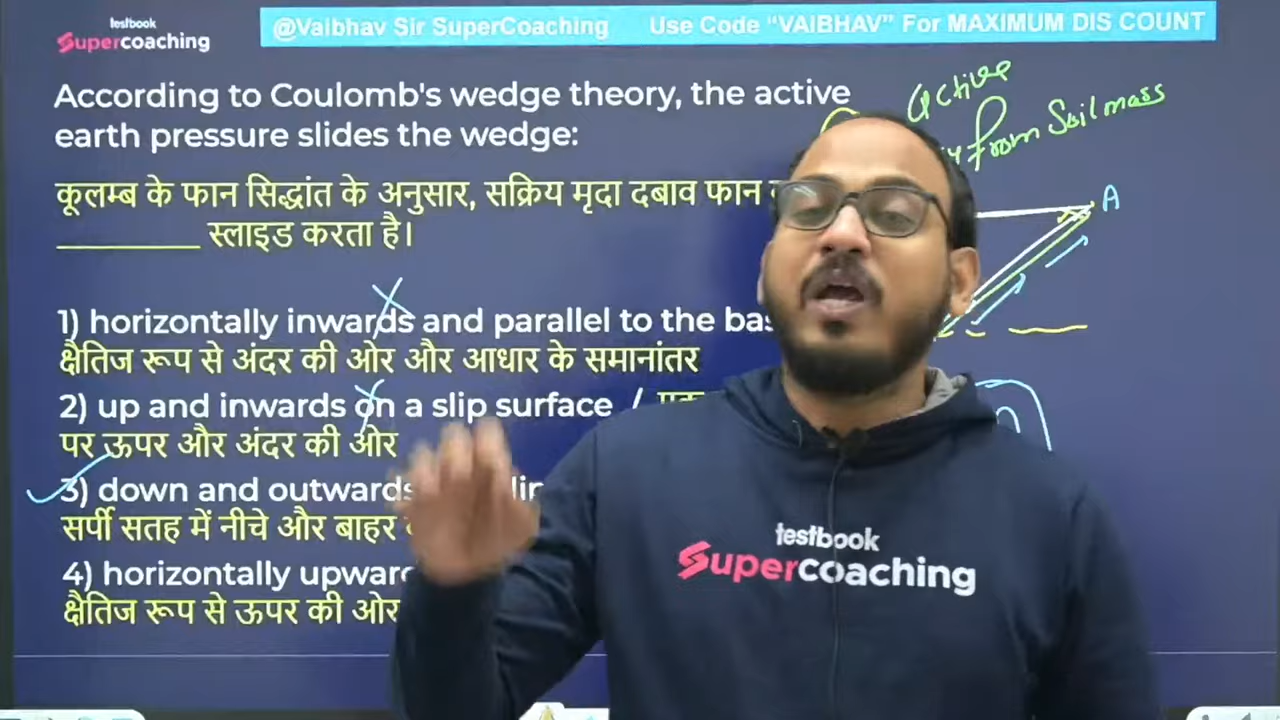 testbook
Supercoaching
@Vaibhav Sir SuperCoaching Use Code “VAIBHAV” For MAXIMUM DIS COUNT
According to Coulomb's wedge theory, the active
earth pressure slides the wedge:
Active
From Soil mass
कूलम्ब के फान सिद्धांत के अनुसार, सक्रिय मृदा दबाव फान
__________ स्लाइड करता है।
A
1) horizontally inwards and parallel to the
क्षैतिज रूप से अंदर की ओर और आधार के समानांतर
2) up and inwards on a slip surface /
पर ऊपर और अंदर की ओर
3) down and outwards
सर्पी सतह में नीचे और बाहर
4) horizontally
क्षैतिज रूप से ऊपर की ओर
testbook
Supercoaching